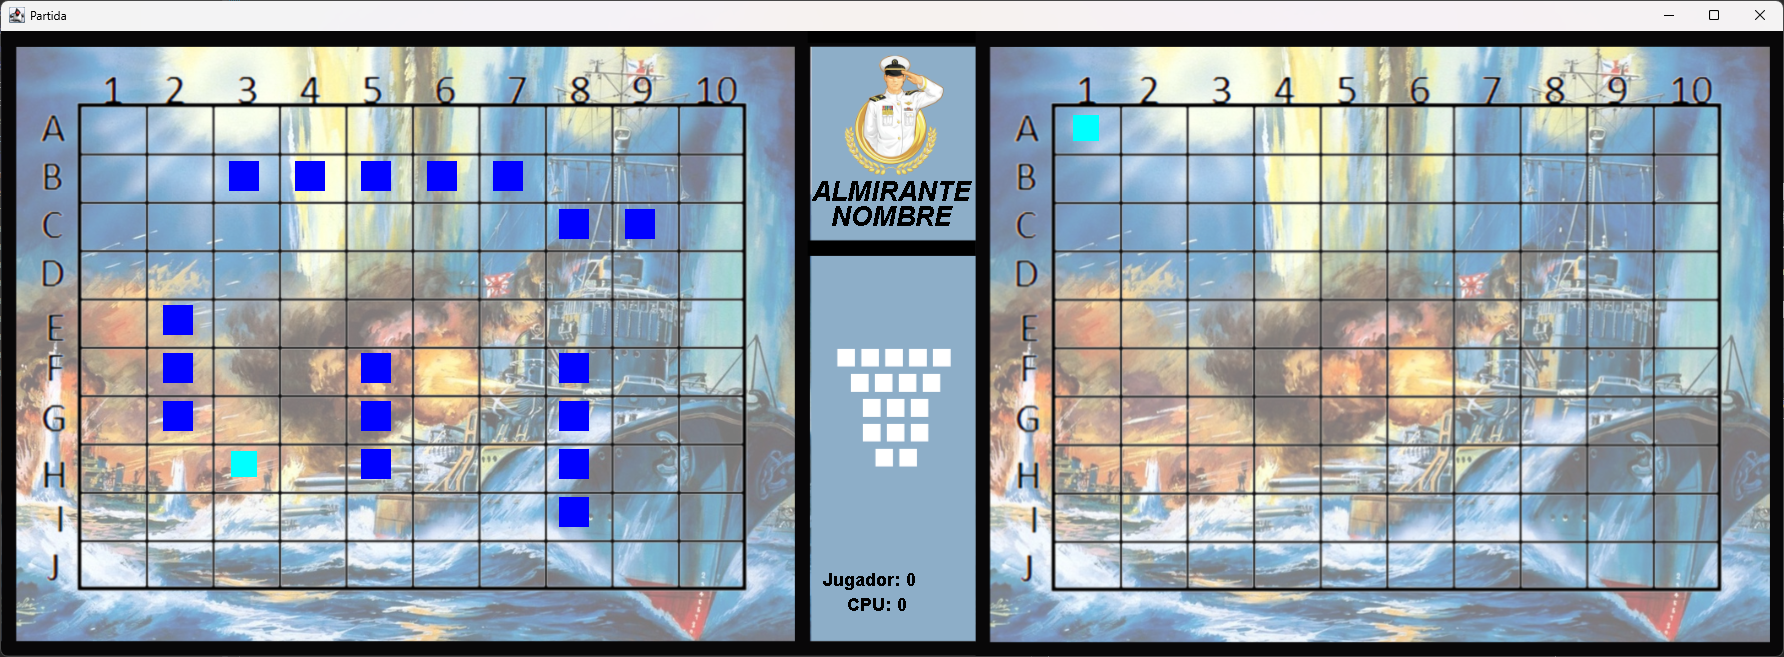 Partida
1 2 3 4 5 6 7 8 9 10
A
B
C
D
E
F
G
H
I
J
ALMIRANTE
NOMBRE
Jugador: 0
CPU: 0
1 2 3 4 5 6 7 8 9 10
A
B
C
D
E
F
G
H
I
J